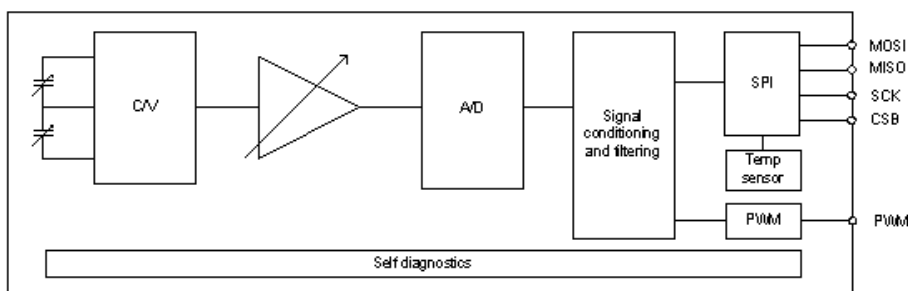 C/V
A/D
Signal
conditioning
and filtering
SPI
Temp
sensor
PWM
MOSI
MISO
SCK
CSB
PWM
Self diagnostics